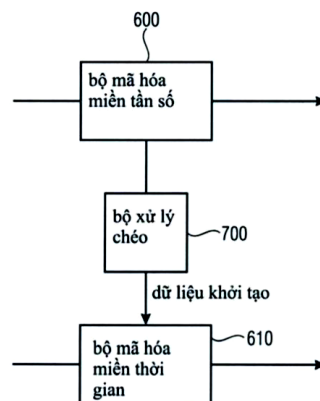 600
bộ mã hóa
miền tần số
bộ xử lý
chéo
700
dữ liệu khởi tạo
610
bộ mã hóa
miền thời
gian